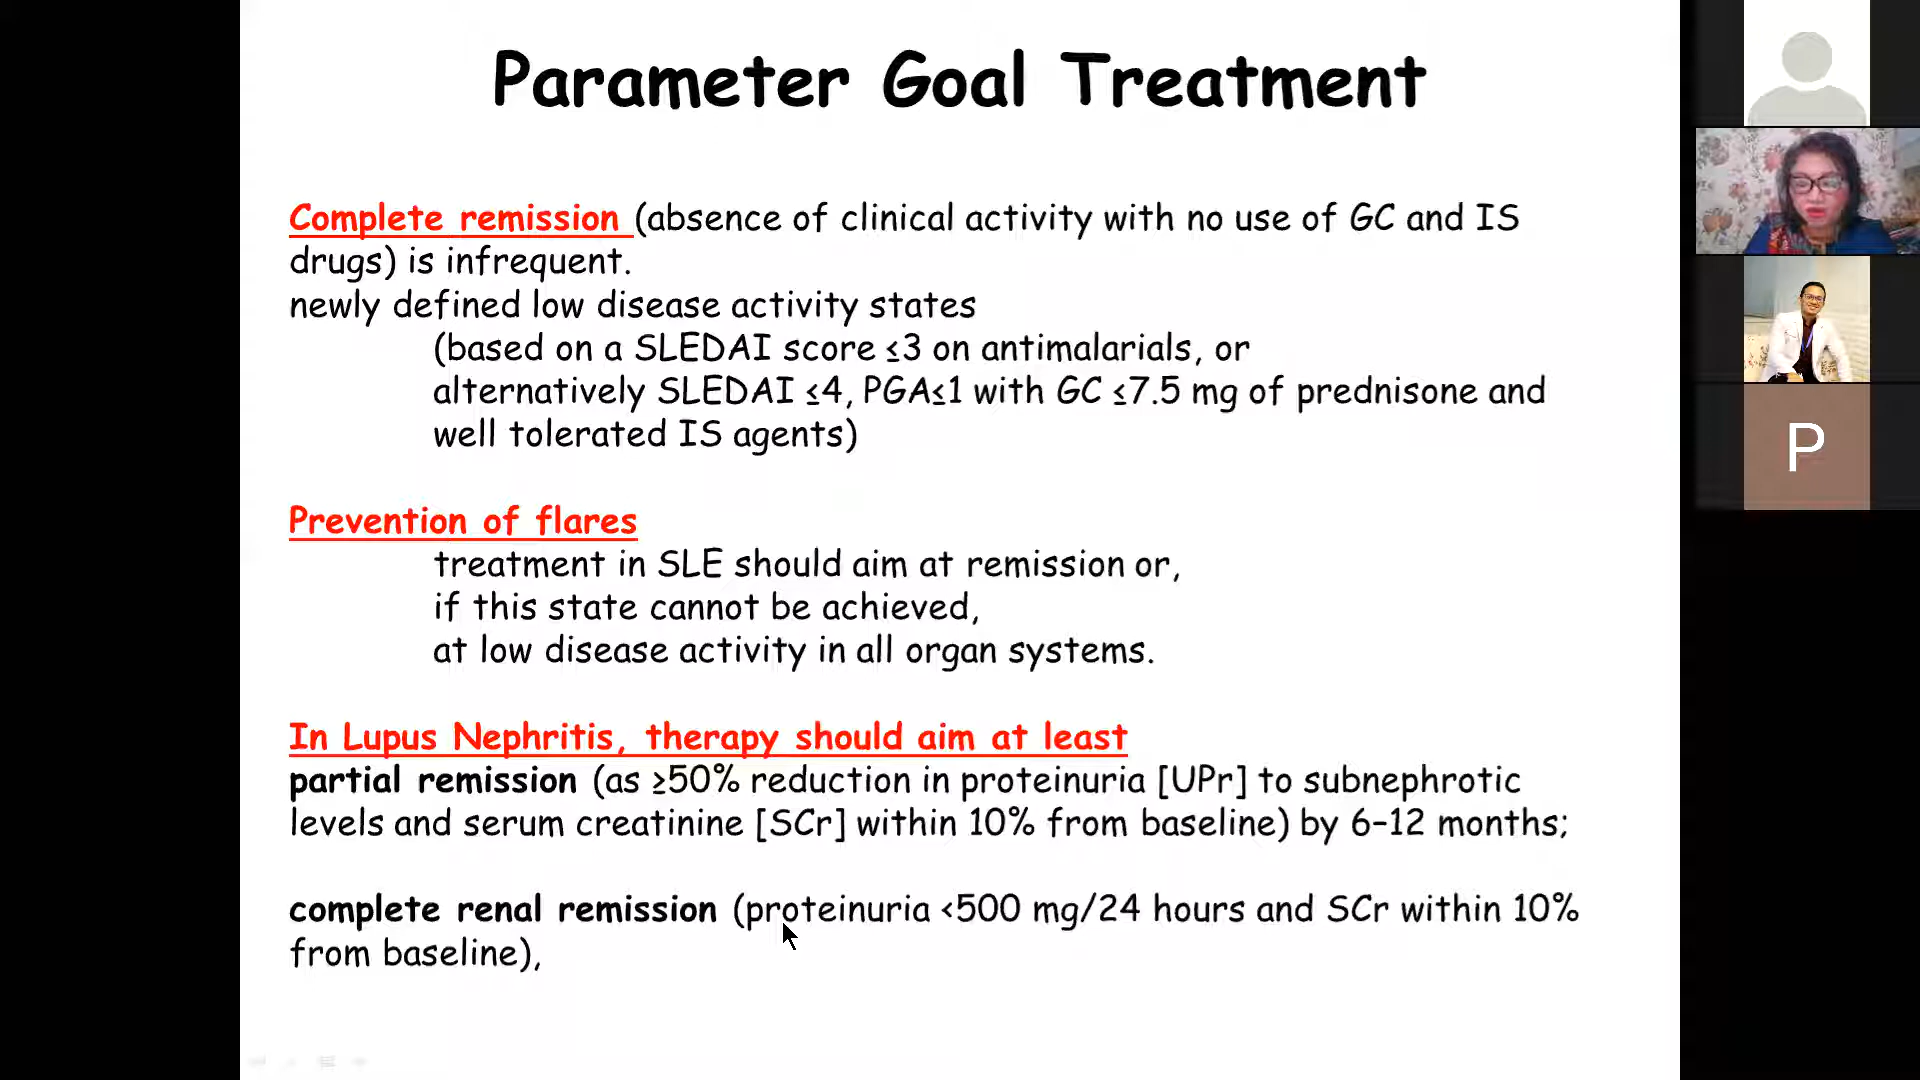 Parameter Goal Treatment
Complete remission (absence of clinical activity with no use of GC and IS
drugs) is infrequent.
newly defined low disease activity states
(based on a SLEDAI score ≤3 on antimalarials, or
alternatively SLEDAI ≤4, PGA≤1 with GC ≤7.5 mg of prednisone and
well tolerated IS agents)
Prevention of flares
treatment in SLE should aim at remission or,
if this state cannot be achieved,
at low disease activity in all organ systems.
In Lupus Nephritis, therapy should aim at least
partial remission (as ≥50% reduction in proteinuria [UPr] to subnephrotic
levels and serum creatinine [SCr] within 10% from baseline) by 6–12 months;
complete renal remission (proteinuria <500 mg/24 hours and SCr within 10%
from baseline),
P